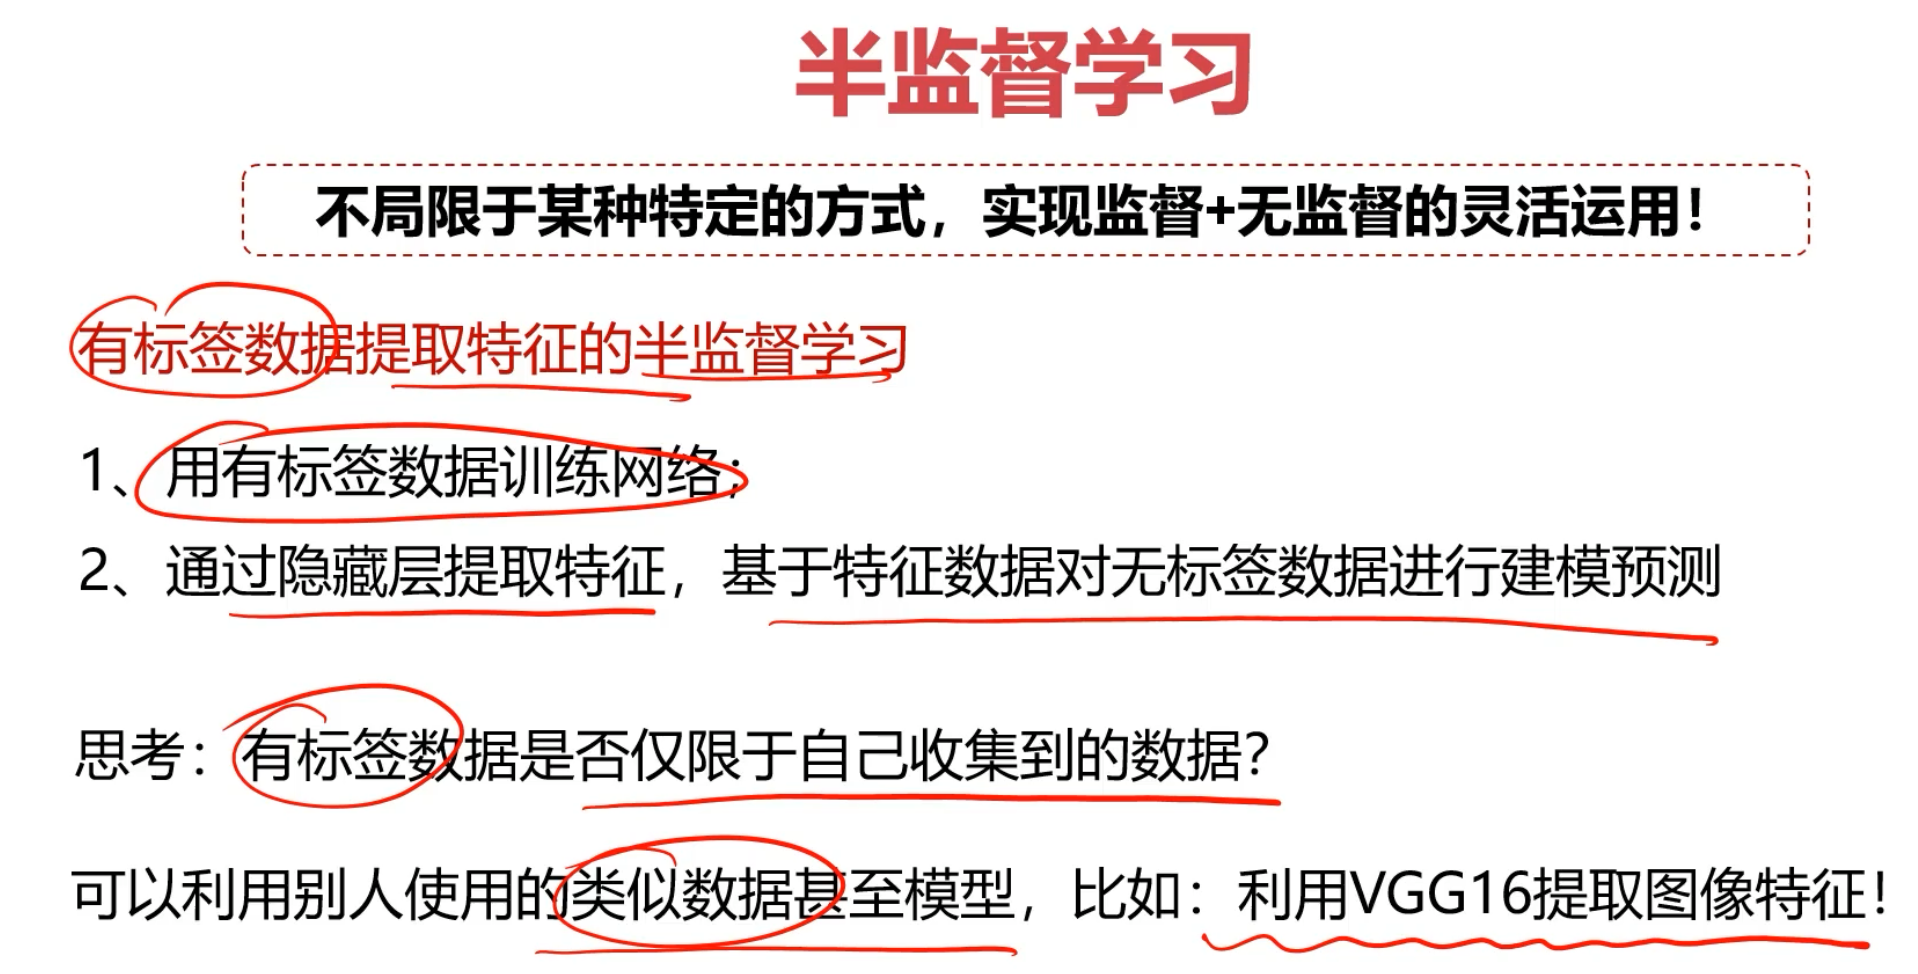 半监督学习
不局限于某种特定的方式，实现监督+无监督的灵活运用！
有标签数据提取特征的半监督学习
1、用有标签数据训练网络；
2、通过隐藏层提取特征，基于特征数据对无标签数据进行建模预测
思考：有标签数据是否仅限于自己收集到的数据？
可以利用别人使用的类似数据甚至模型，比如：利用VGG16提取图像特征！